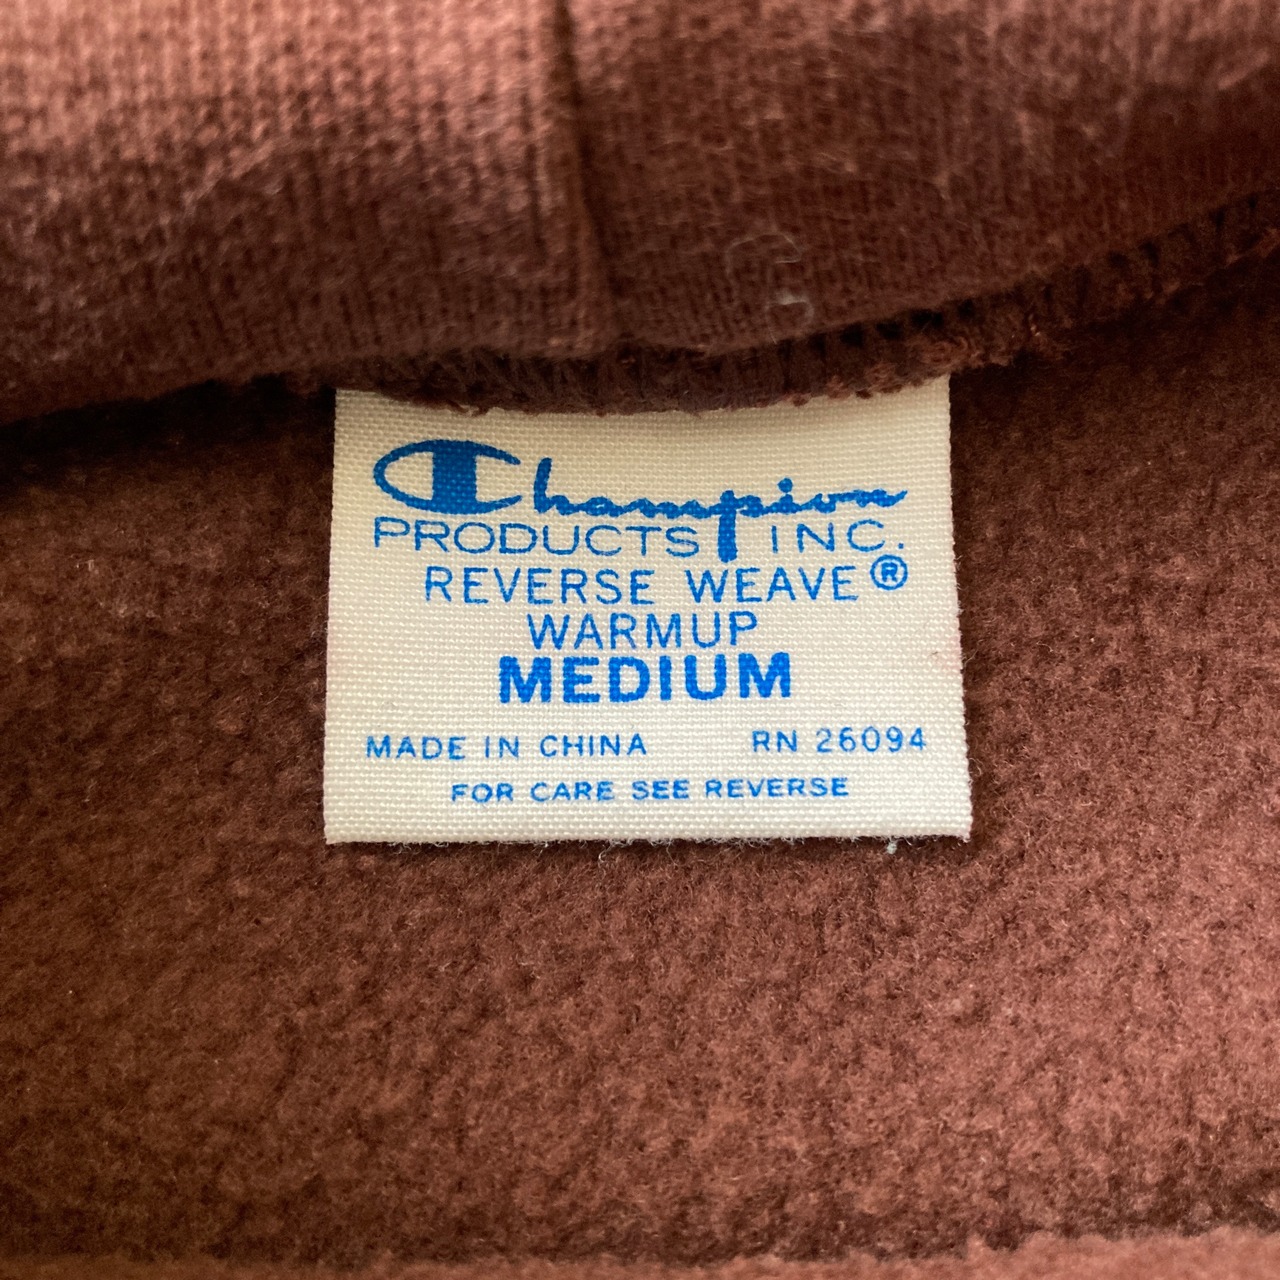 Champion
PRODUCTS INC.
REVERSE WEAVE®
WARMUP
MEDIUM
MADE IN CHINA RN 26094
FOR CARE SEE REVERSE